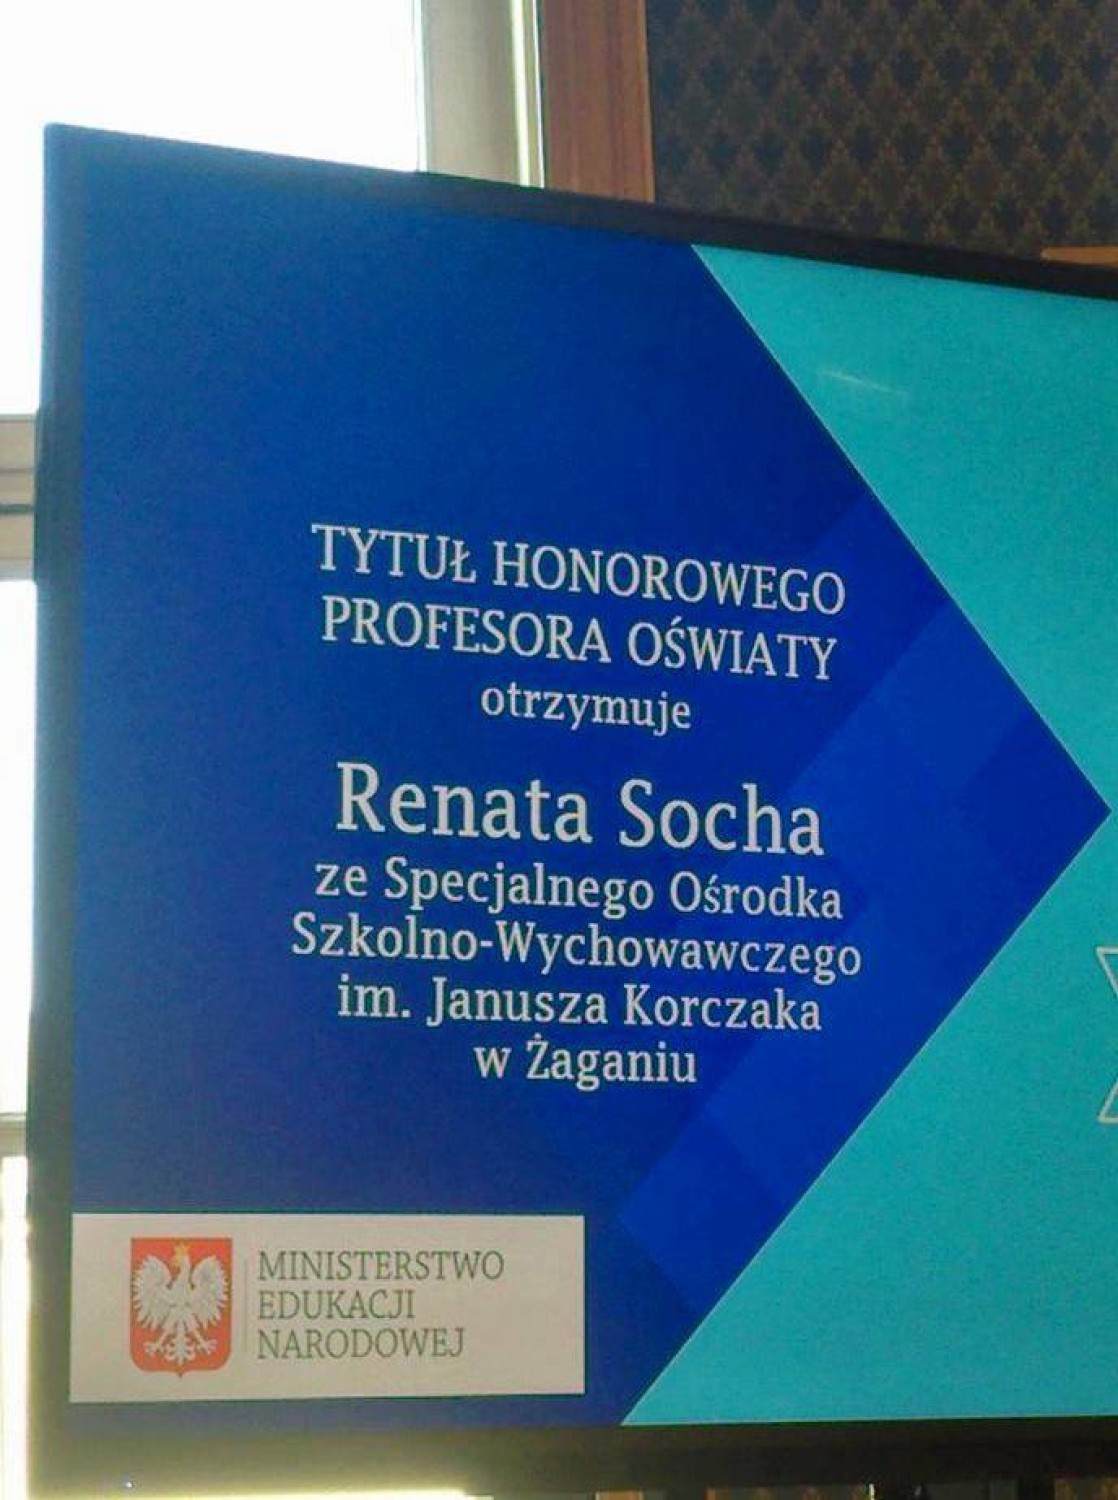 TYTUŁ HONOROWEGO
PROFESORA OŚWIATY
otrzymuje
Renata Socha
ze Specjalnego Ośrodka
Szkolno-Wychowawczego
im. Janusza Korczaka
w Żaganiu
MINISTERSTWO
EDUKACJI
NARODOWEJ